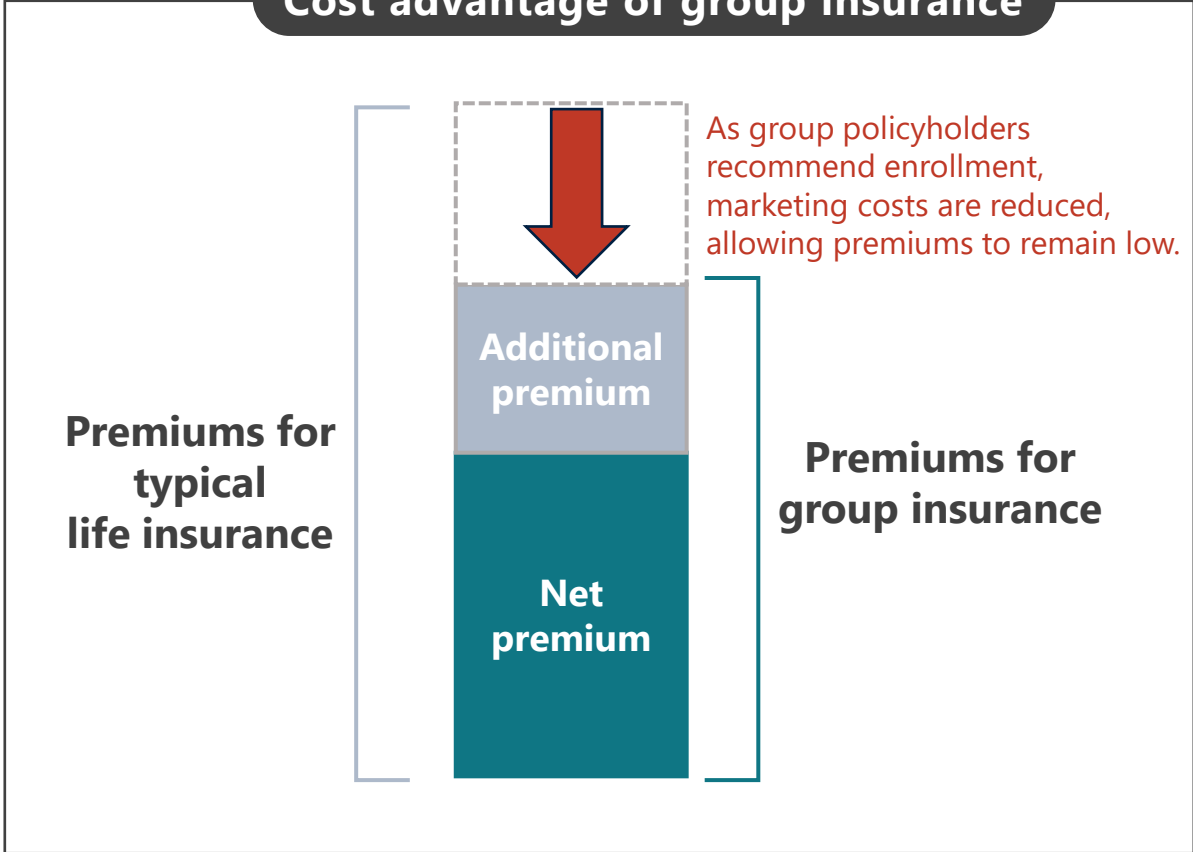 Cost advantage of group insurance
As group policyholders
recommend enrollment,
marketing costs are reduced,
allowing premiums to remain low.
Additional
premium
Premiums for
typical
life insurance
Premiums for
group insurance
Net
premium